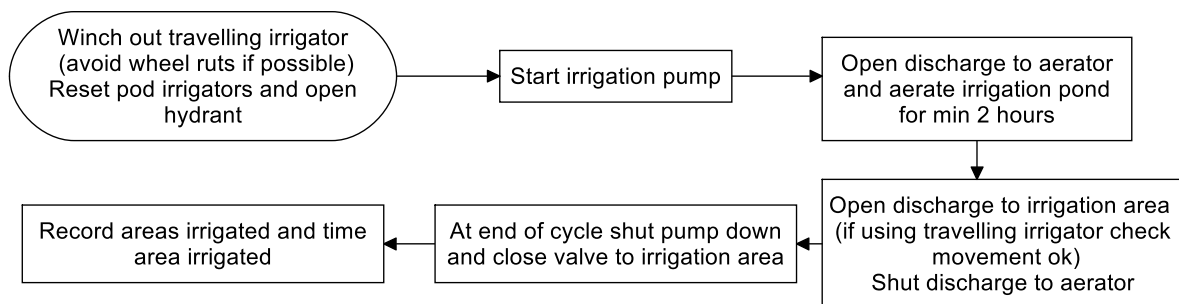 Winch out travelling irrigator
(avoid wheel ruts if possible)
Reset pod irrigators and open
hydrant
Start irrigation pump
Open discharge to aerator
and aerate irrigation pond
for min 2 hours
Open discharge to irrigation area
(if using travelling irrigator check
movement ok)
Shut discharge to aerator
At end of cycle shut pump down
and close valve to irrigation area
Record areas irrigated and time
area irrigated